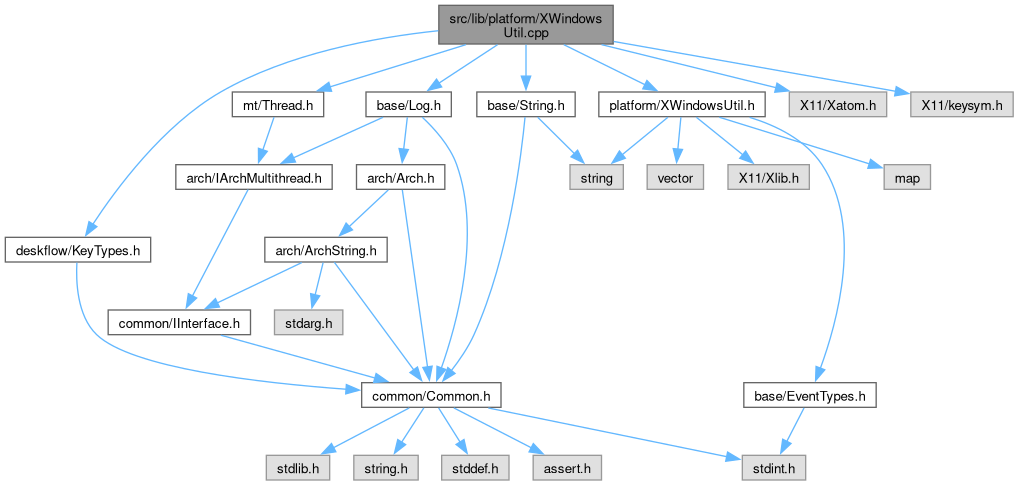 src/lib/platform/XWindows
Util.cpp
mt/Thread.h
base/Log.h
base/String.h
platform/XWindowsUtil.h
X11/Xatom.h
X11/keysym.h
arch/IArchMultithread.h
arch/Arch.h
string
vector
X11/Xlib.h
map
deskflow/KeyTypes.h
arch/ArchString.h
common/IInterface.h
stdarg.h
common/Common.h
base/EventTypes.h
stdlib.h
string.h
stddef.h
assert.h
stdint.h